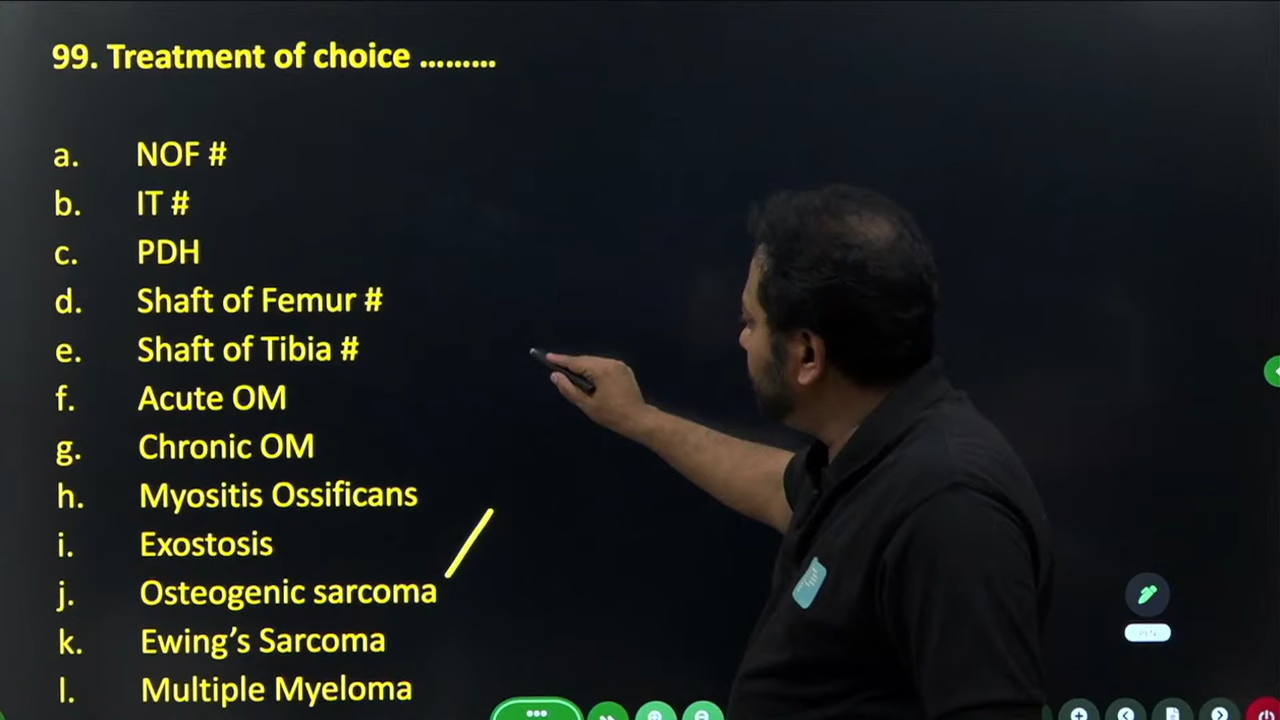 99. Treatment of choice .........
a. NOF #
b. IT #
c. PDH
d. Shaft of Femur #
e. Shaft of Tibia #
f. Acute OM
g. Chronic OM
h. Myositis Ossificans
i. Exostosis
j. Osteogenic sarcoma
k. Ewing’s Sarcoma
l. Multiple Myeloma
PEN